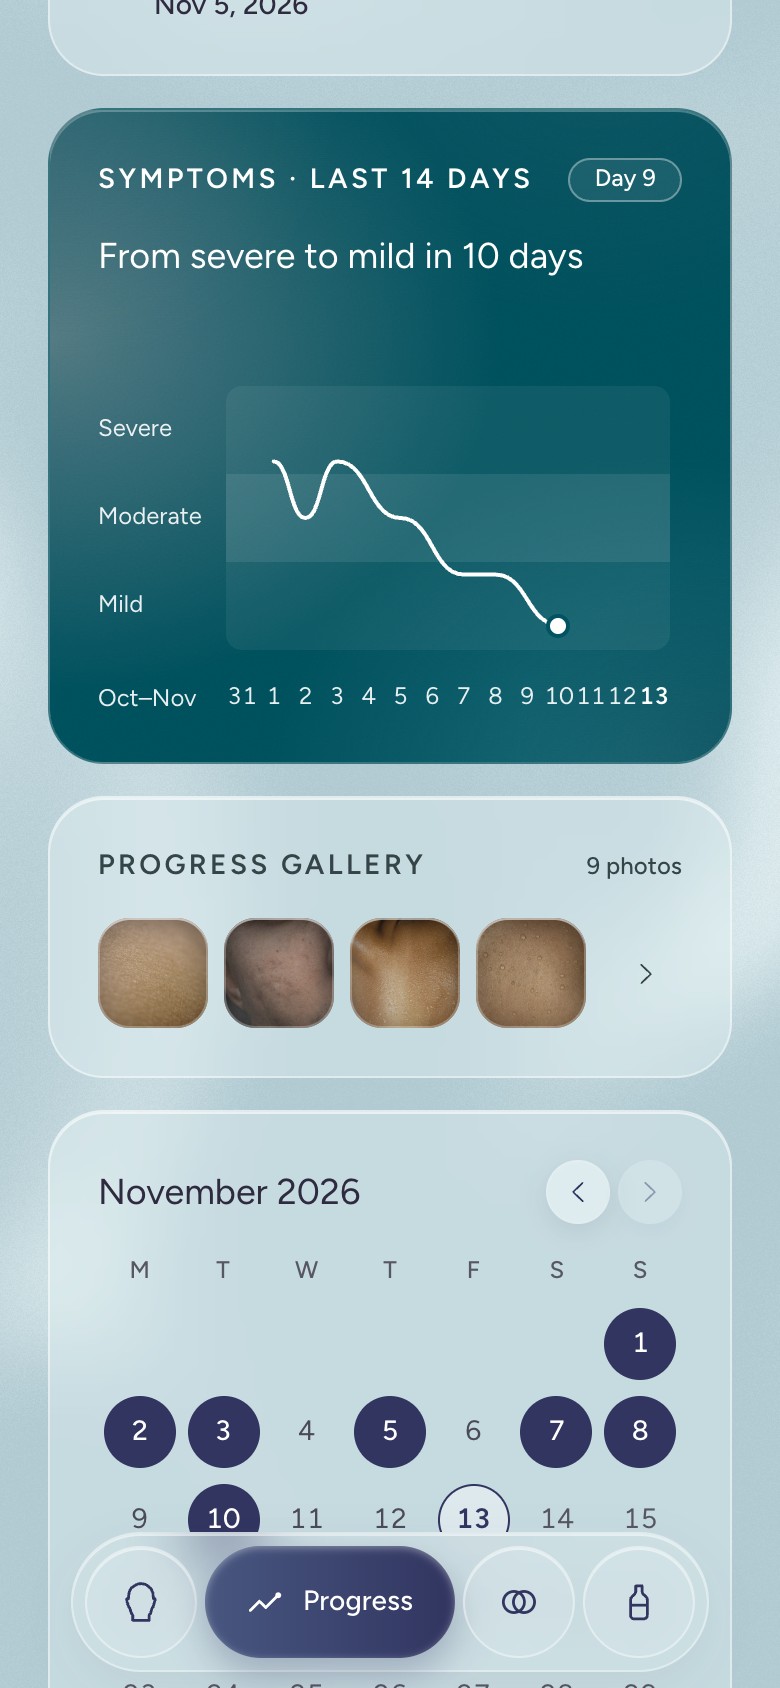 Nov 5, 2026
SYMPTOMS · LAST 14 DAYS
Day 9
From severe to mild in 10 days
Severe
Moderate
Mild
Oct–Nov 31 1 2 3 4 5 6 7 8 9 10 11 12 13
PROGRESS GALLERY
9 photos
November 2026
M T W T F S S
1
2 3 4 5 6 7 8
9 10 11 12 13 14 15
Progress